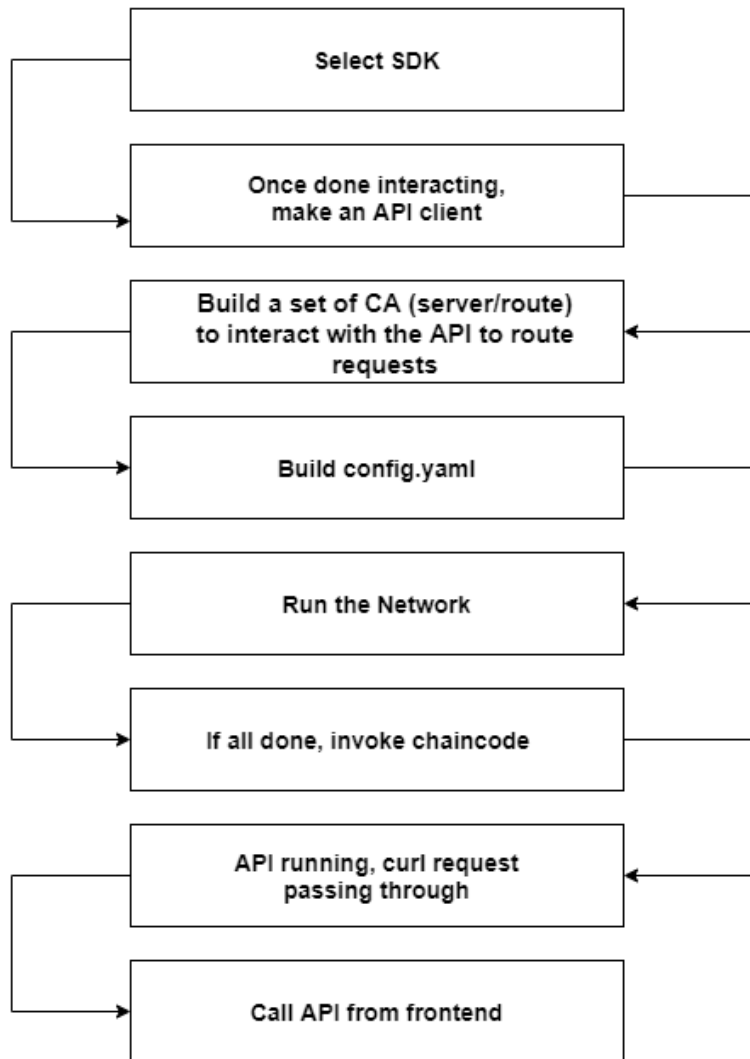 Select SDK
Once done interacting,
make an API client
Build a set of CA (server/route)
to interact with the API to route
requests
Build config.yaml
Run the Network
If all done, invoke chaincode
API running, curl request
passing through
Call API from frontend